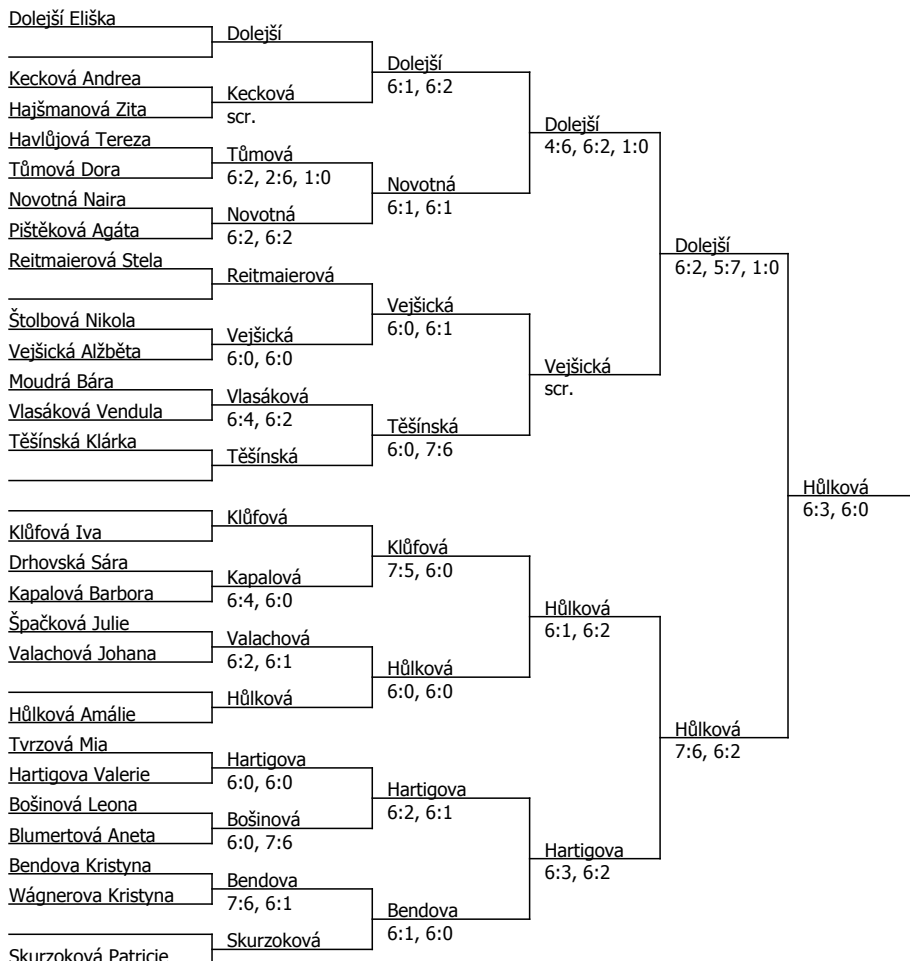 Dolejší Eliška
Kecková Andrea
Hajšmanová Zita
Havlůjová Tereza
Tůmová Dora
Novotná Naira
Pištěková Agáta
Reitmaierová Stela
Štolbová Nikola
Vejšická Alžběta
Moudrá Bára
Vlasáková Vendula
Těšínská Klárka
Klůfová Iva
Drhovská Sára
Kapalová Barbora
Špačková Julie
Valachová Johana
Hůlková Amálie
Tvrzová Mia
Hartigova Valerie
Bošinová Leona
Blumertová Aneta
Bendova Kristyna
Wágnerova Kristyna
Skurzoková Patricie
Dolejší
Kecková
scr.
Tůmová
6:2, 2:6, 1:0
Novotná
6:2, 6:2
Reitmaierová
Vejšická
6:0, 6:0
Vlasáková
6:4, 6:2
Těšínská
Klůfová
Kapalová
6:4, 6:0
Valachová
6:2, 6:1
Hůlková
Hartigova
6:0, 6:0
Bošinová
6:0, 7:6
Bendova
7:6, 6:1
Skurzoková
Dolejší
6:1, 6:2
Novotná
6:1, 6:1
Vejšická
6:0, 6:1
Těšínská
6:0, 7:6
Klůfová
7:5, 6:0
Hůlková
6:0, 6:0
Hartigova
6:2, 6:1
Bendova
6:1, 6:0
Dolejší
4:6, 6:2, 1:0
Vejšická
scr.
Hůlková
6:1, 6:2
Hartigova
6:3, 6:2
Dolejší
6:2, 5:7, 1:0
Hůlková
7:6, 6:2
Hůlková
6:3, 6:0